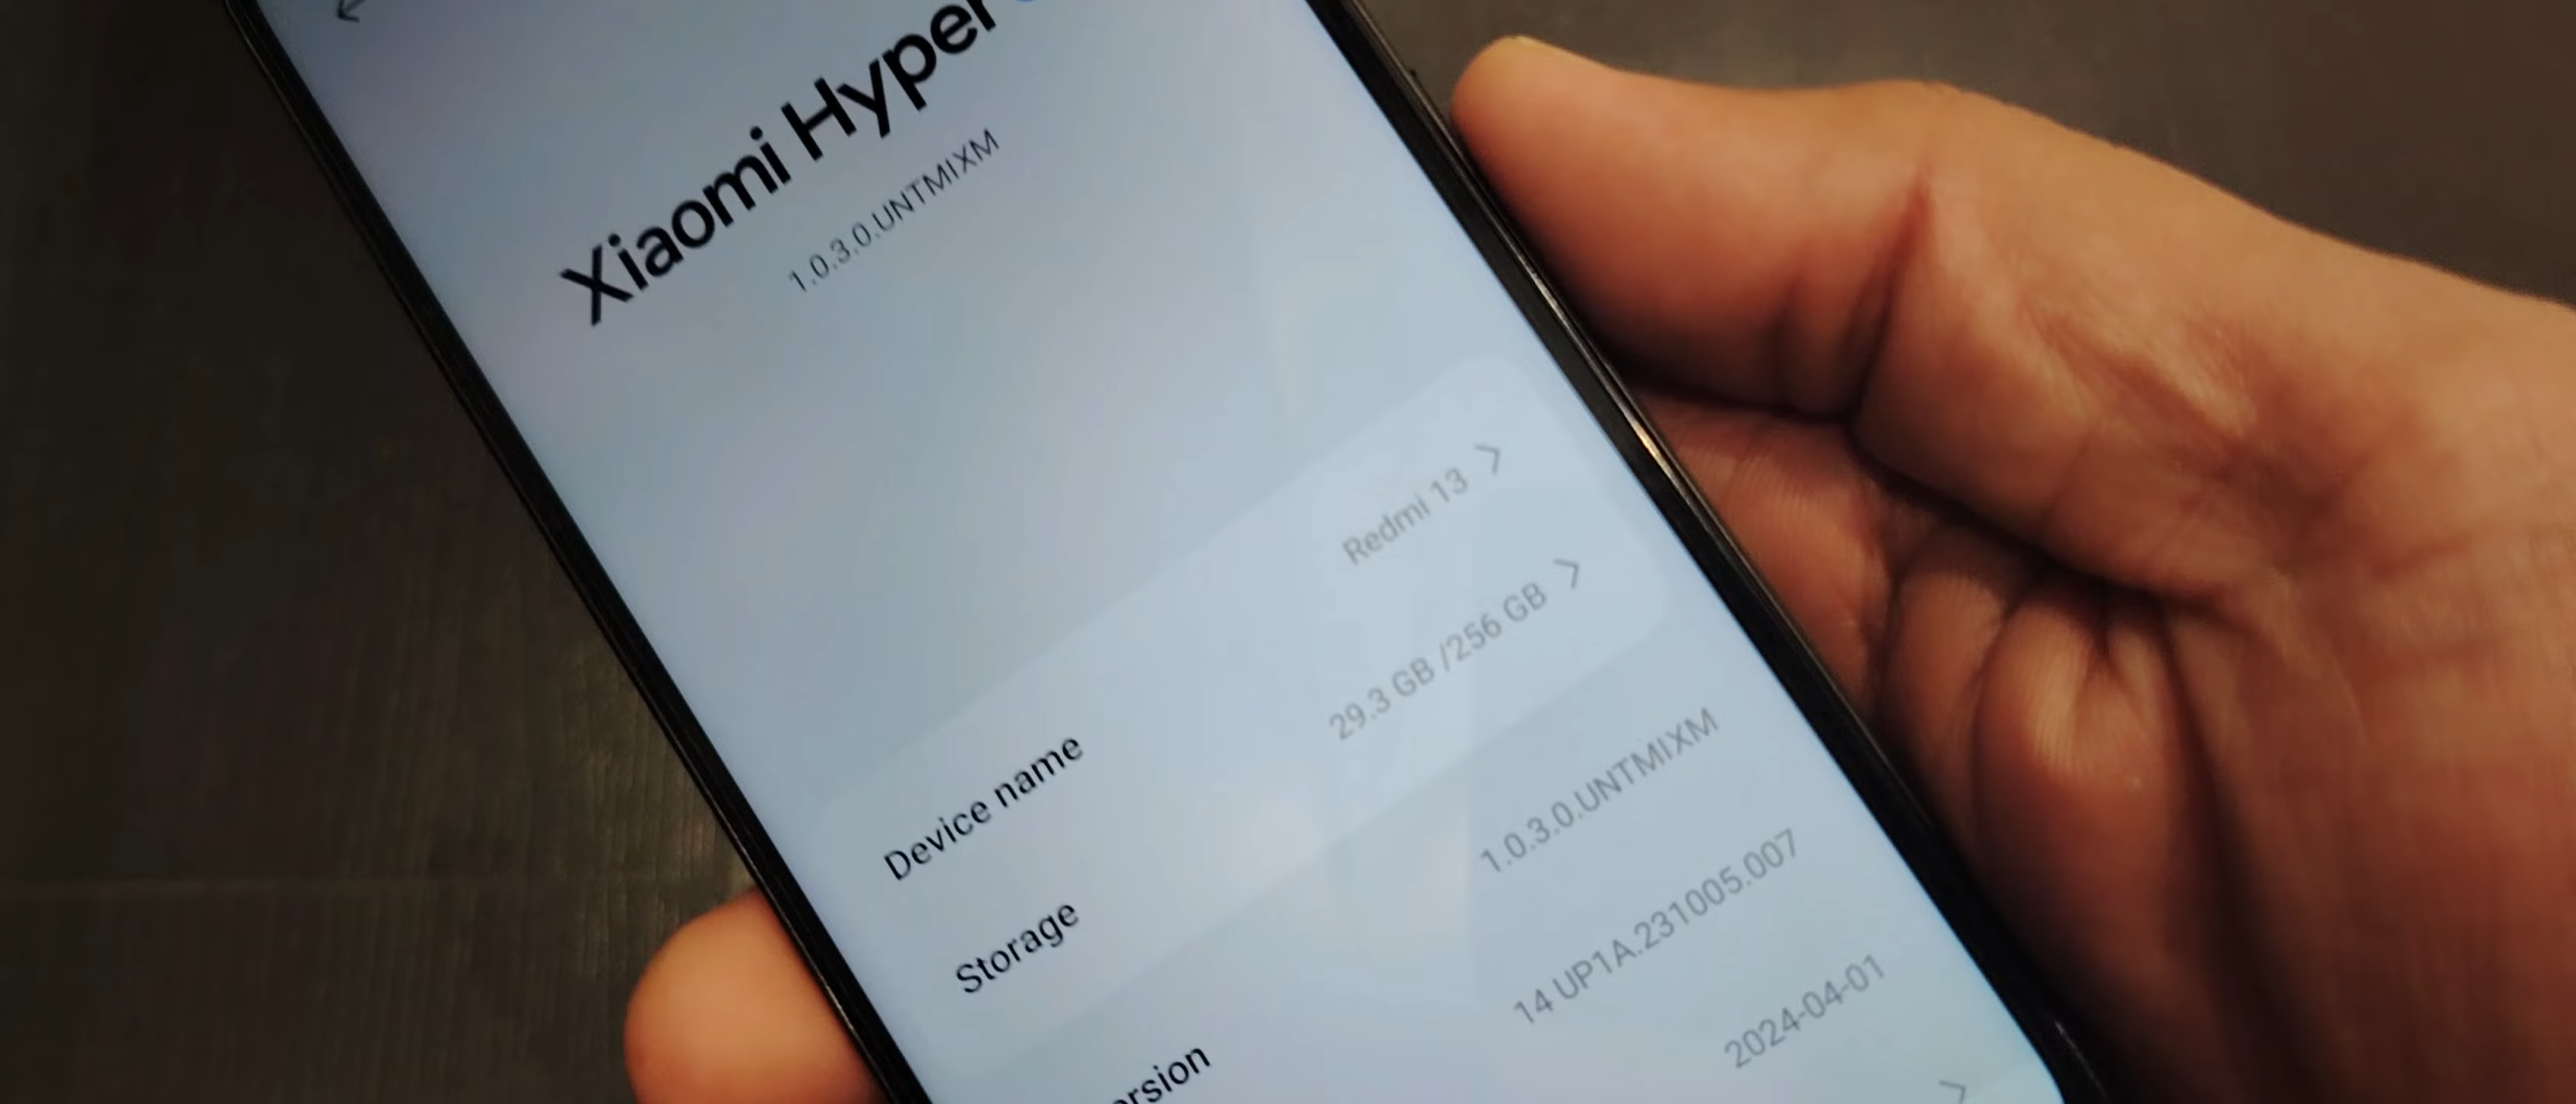 Xiaomi Hyper
1.0.3.0.UNTMIXM
Device name Redmi 13
Storage 29.3 GB /256 GB
ersion 1.0.3.0.UNTMIXM
14 UP1A.231005.007
2024-04-01